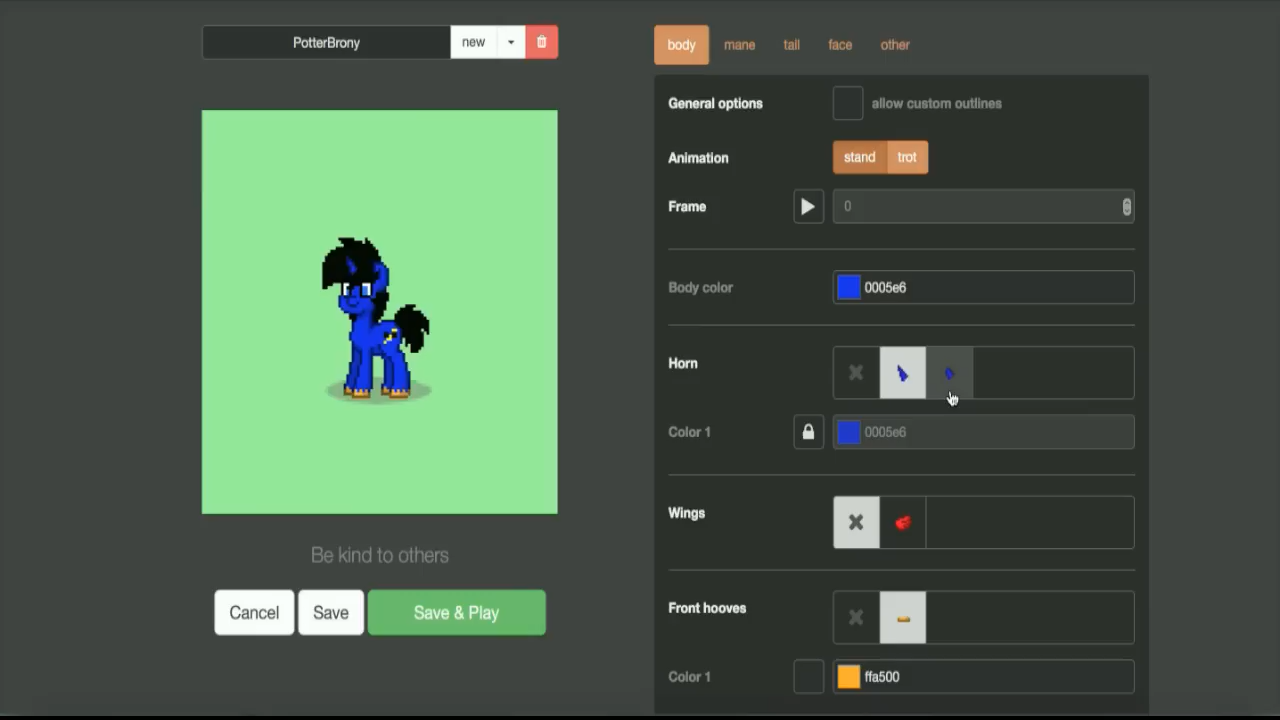 PotterBrony
new
body
mane
tail
face
other
General options
allow custom outlines
Animation
stand
trot
Frame
0
Body color
0005e6
Horn
Color 1
0005e6
Wings
Front hooves
Color 1
ffa500
Be kind to others
Cancel
Save
Save & Play